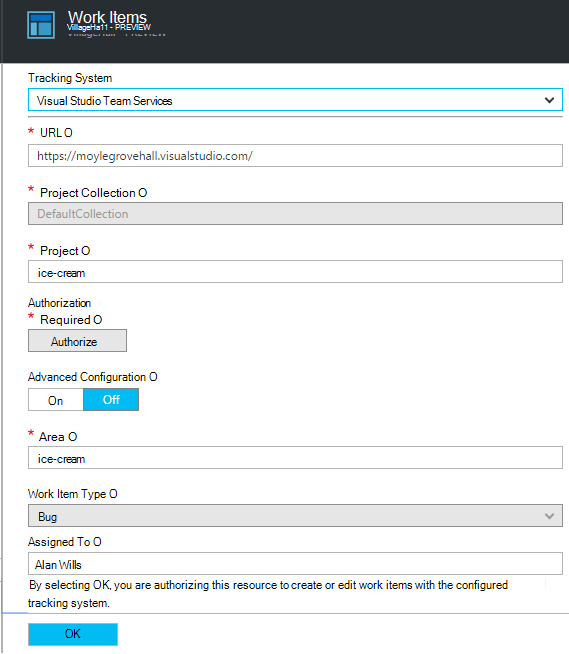 Work Items
VillageHa11 - PREVIEW
Tracking System
Visual Studio Team Services
* URL O
https://moylegrovehall.visualstudio.com/
* Project Collection O
DefaultCollection
* Project O
ice-cream
Authorization
* Required O
Authorize
Advanced Configuration O
On Off
* Area O
ice-cream
Work Item Type O
Bug
Assigned To O
Alan Wills
By selecting OK, you are authorizing this resource to create or edit work items with the configured
tracking system.
OK